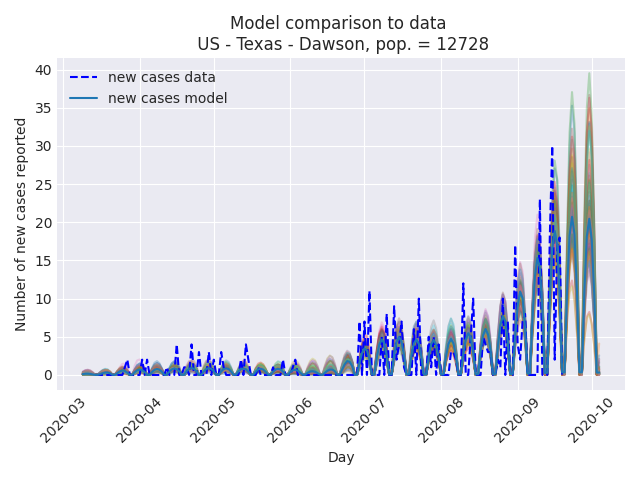 Model comparison to data
US - Texas - Dawson, pop. = 12728
new cases data
new cases model
Number of new cases reported
40
35
30
25
20
15
10
5
0
2020-03
2020-04
2020-05
2020-06
2020-07
2020-08
2020-09
2020-10
Day